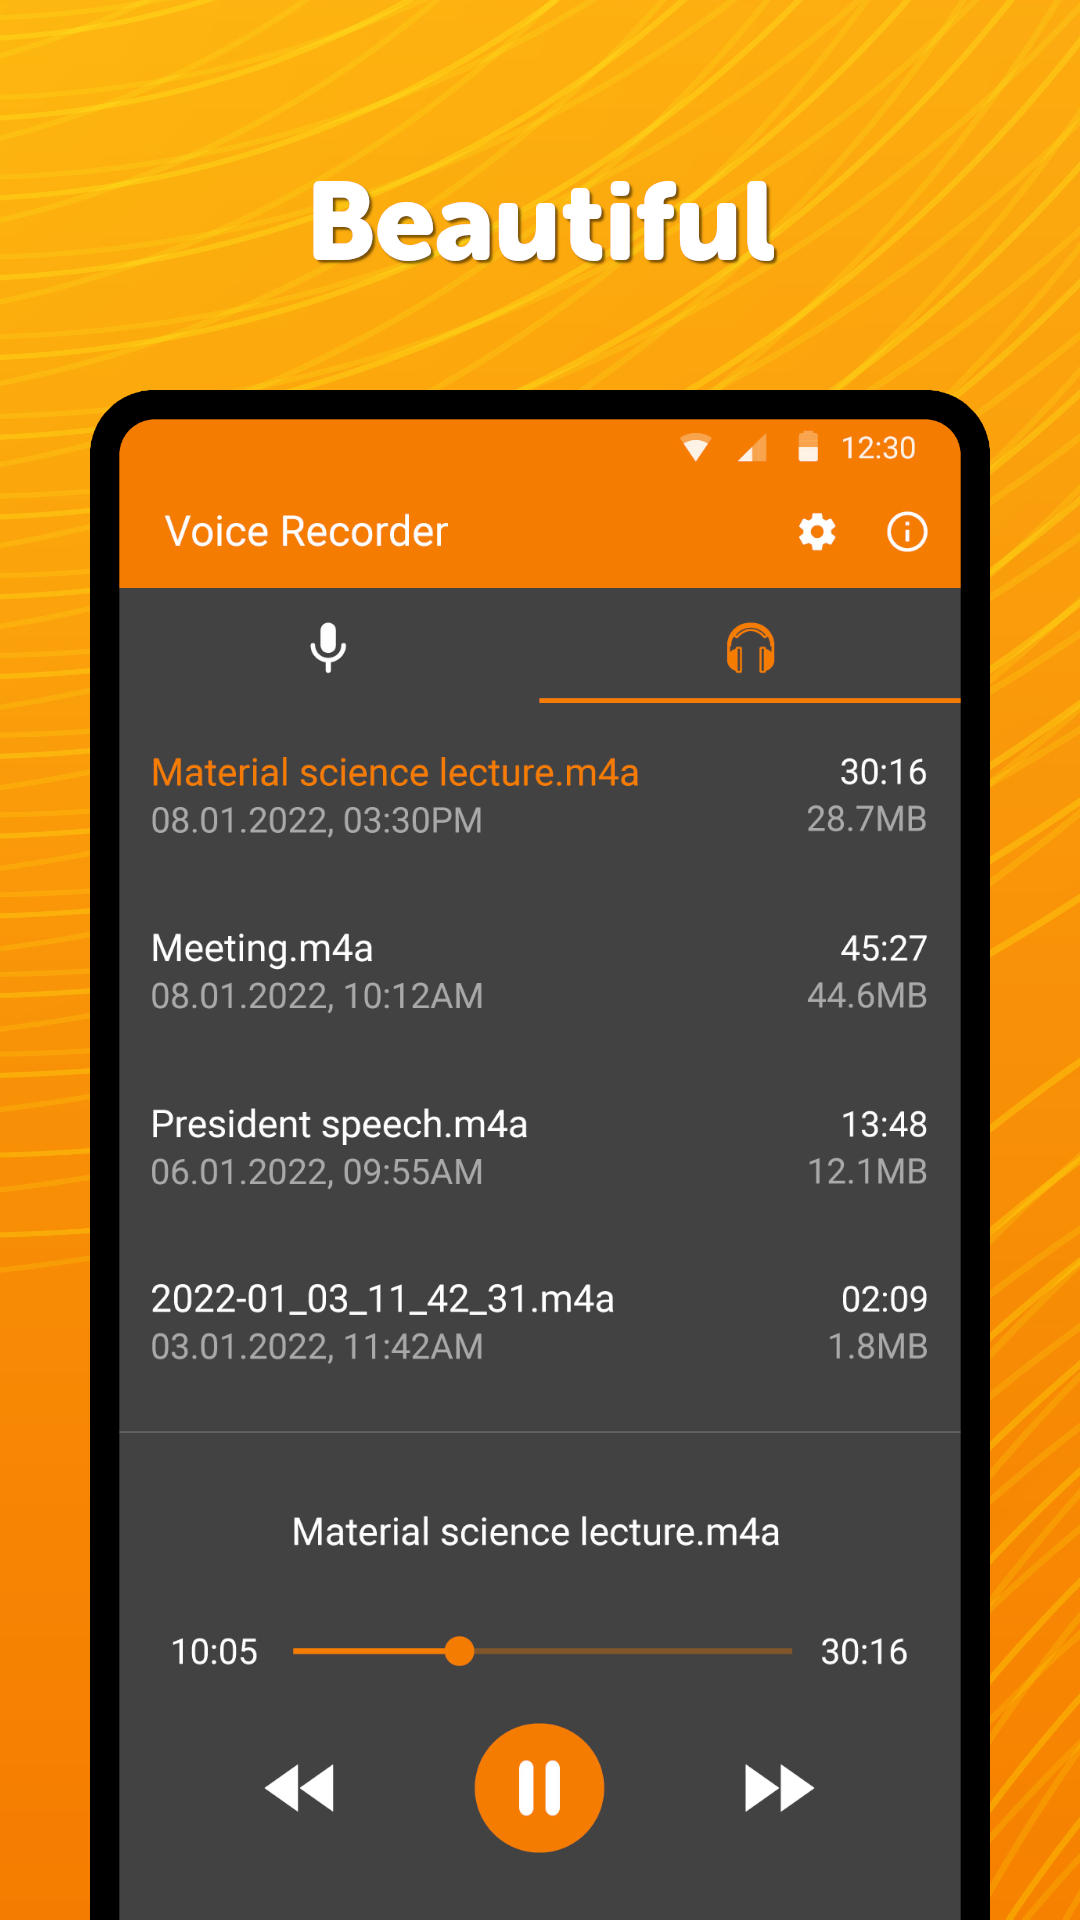 Beautiful
12:30
Voice Recorder
Material science lecture.m4a 30:16
08.01.2022, 03:30PM 28.7MB
Meeting.m4a 45:27
08.01.2022, 10:12AM 44.6MB
President speech.m4a 13:48
06.01.2022, 09:55AM 12.1MB
2022-01_03_11_42_31.m4a 02:09
03.01.2022, 11:42AM 1.8MB
Material science lecture.m4a
10:05 30:16